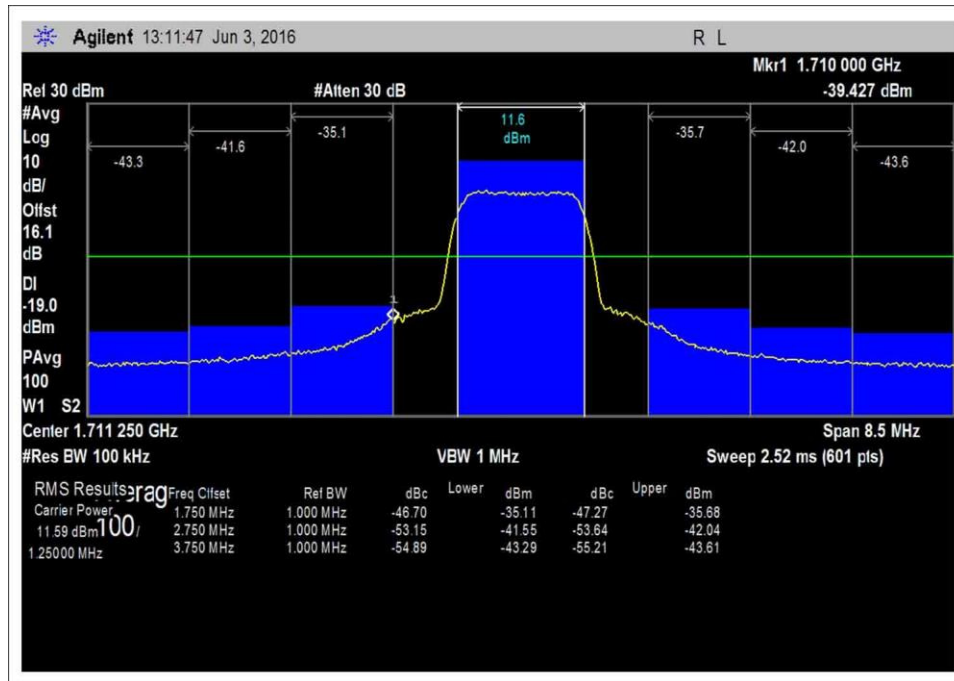 Agilent 13:11:47 Jun 3, 2016 R L
Mkr1 1.710 000 GHz
Ref 30 dBm #Atten 30 dB -39.427 dBm
#Avg
Log
10
dB/
Offst
16.1
dB
DI
-19.0
dBm
PAvg
100
W1 S2
-43.3 -41.6 -35.1 11.6 dBm -35.7 -42.0 -43.6
1
Center 1.711 250 GHz Span 8.5 MHz
#Res BW 100 kHz VBW 1 MHz Sweep 2.52 ms (601 pts)
RMS Results Freq Offset Ref BW dBc Lower dBm dBc Upper dBm
Carrier Power 1.750 MHz 1.000 MHz -46.70 -35.11 -47.27 -35.68
11.59 dBm 100/ 2.750 MHz 1.000 MHz -53.15 -41.55 -53.64 -42.04
1.25000 MHz 3.750 MHz 1.000 MHz -54.89 -43.29 -55.21 -43.61